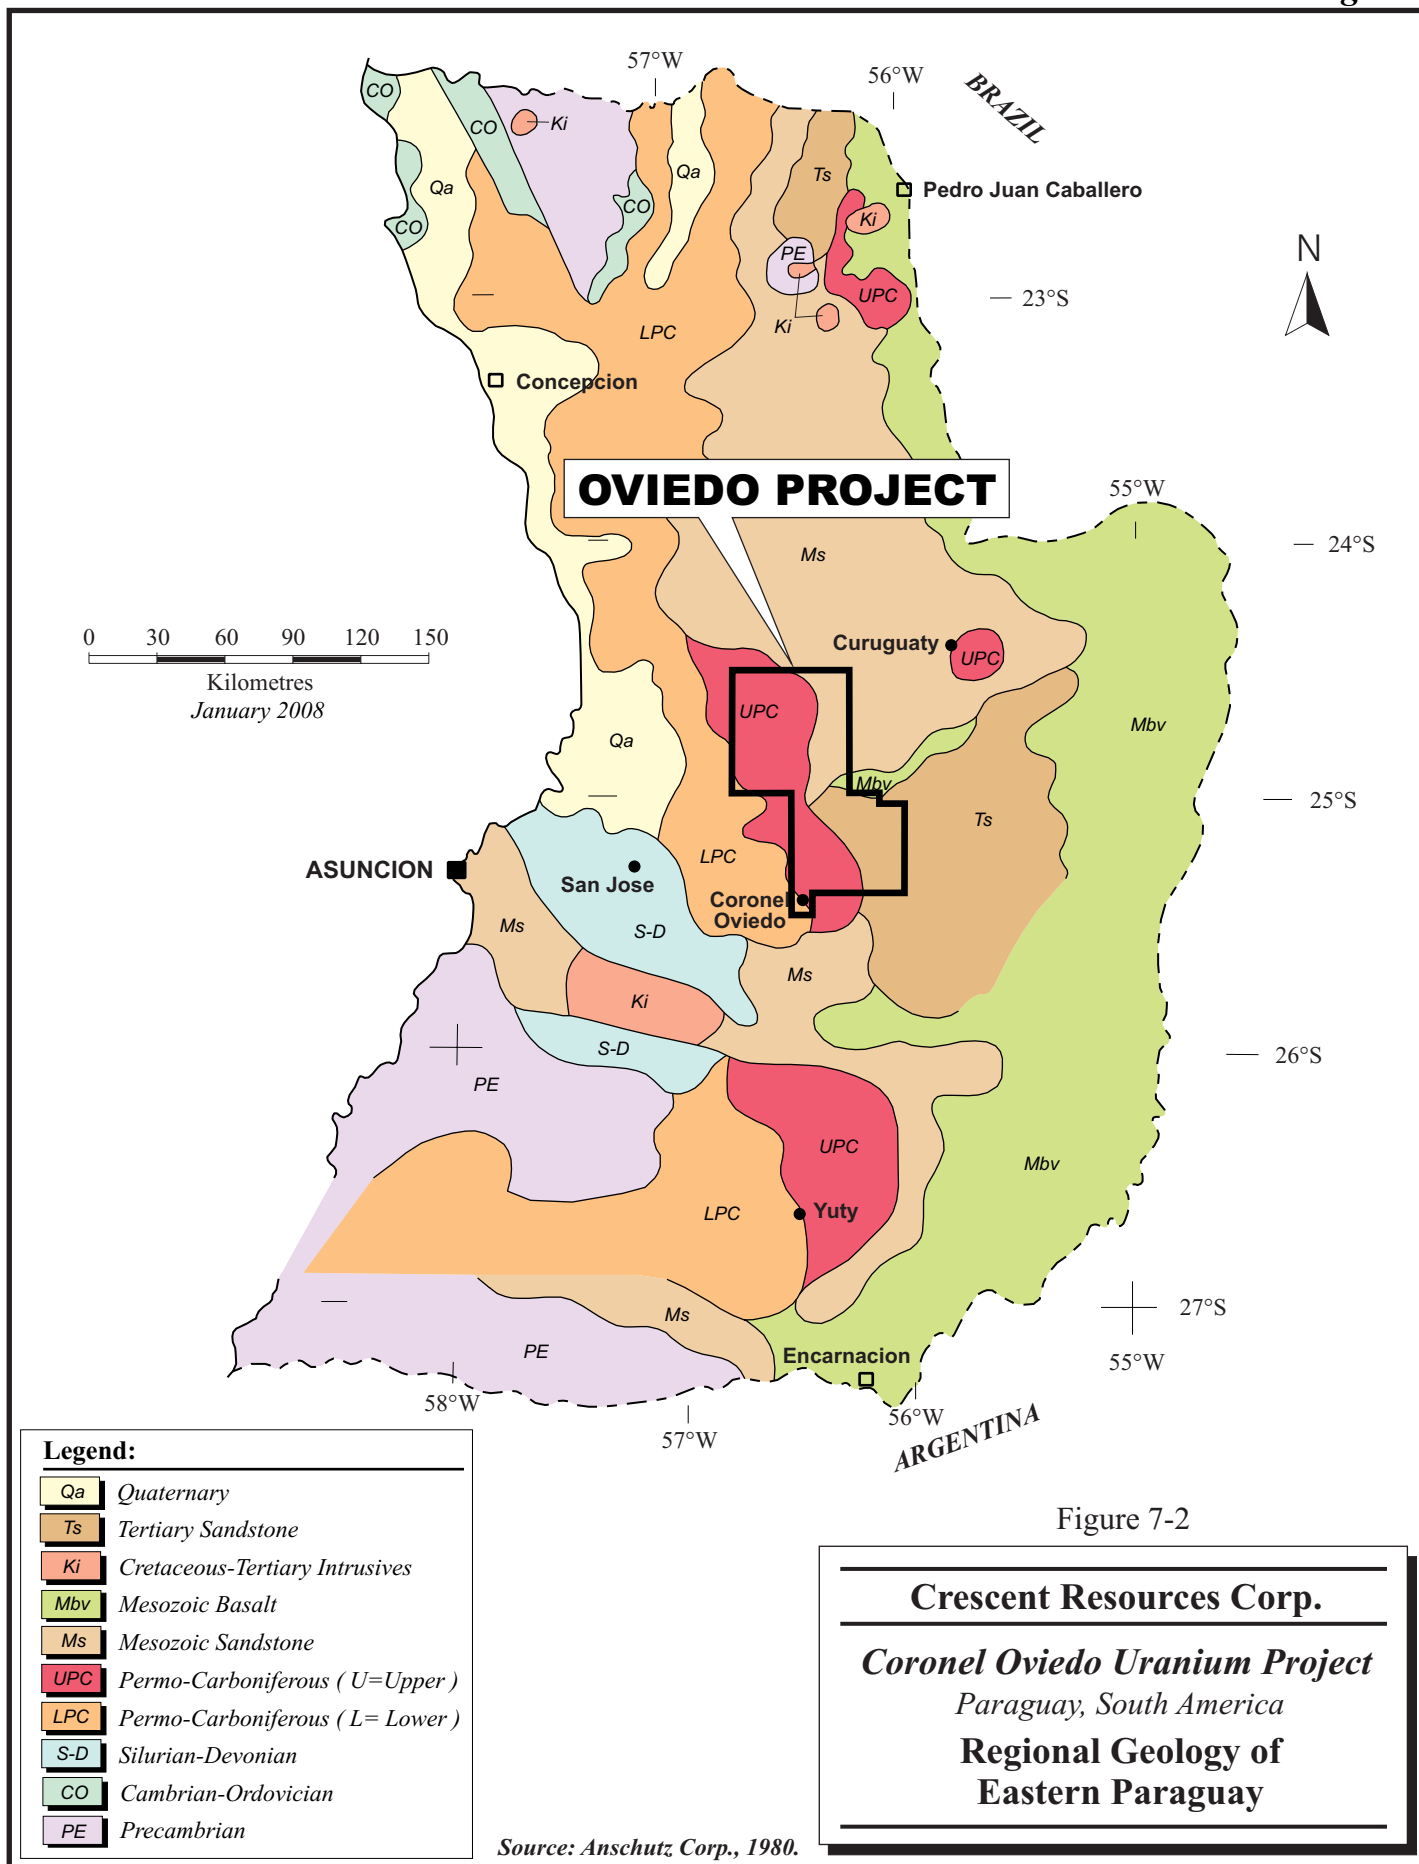 g
57°W
56°W
BRAZIL
CO
CO
Ki
Qa
Qa
Ts
Pedro Juan Caballero
CO
CO
Ki
PE
UPC
Ki
23°S
N
LPC
Concepcion
OVIEDO PROJECT
55°W
Ms
24°S
0 30 60 90 120 150
Kilometres
January 2008
Curuguaty
UPC
UPC
Qa
Mbv
Mbv
25°S
Ts
LPC
ASUNCION
San Jose
Coronel
Oviedo
Ms
S-D
Ms
Ki
S-D
26°S
PE
UPC
Mbv
LPC
Yuty
Ms
27°S
PE
Encarnacion
55°W
58°W
57°W
56°W
ARGENTINA
Legend:
Qa Quaternary
Ts Tertiary Sandstone
Ki Cretaceous-Tertiary Intrusives
Mbv Mesozoic Basalt
Ms Mesozoic Sandstone
UPC Permo-Carboniferous ( U=Upper )
LPC Permo-Carboniferous ( L= Lower )
S-D Silurian-Devonian
CO Cambrian-Ordovician
PE Precambrian
Source: Anschutz Corp., 1980.
Figure 7-2
Crescent Resources Corp.
Coronel Oviedo Uranium Project
Paraguay, South America
Regional Geology of
Eastern Paraguay